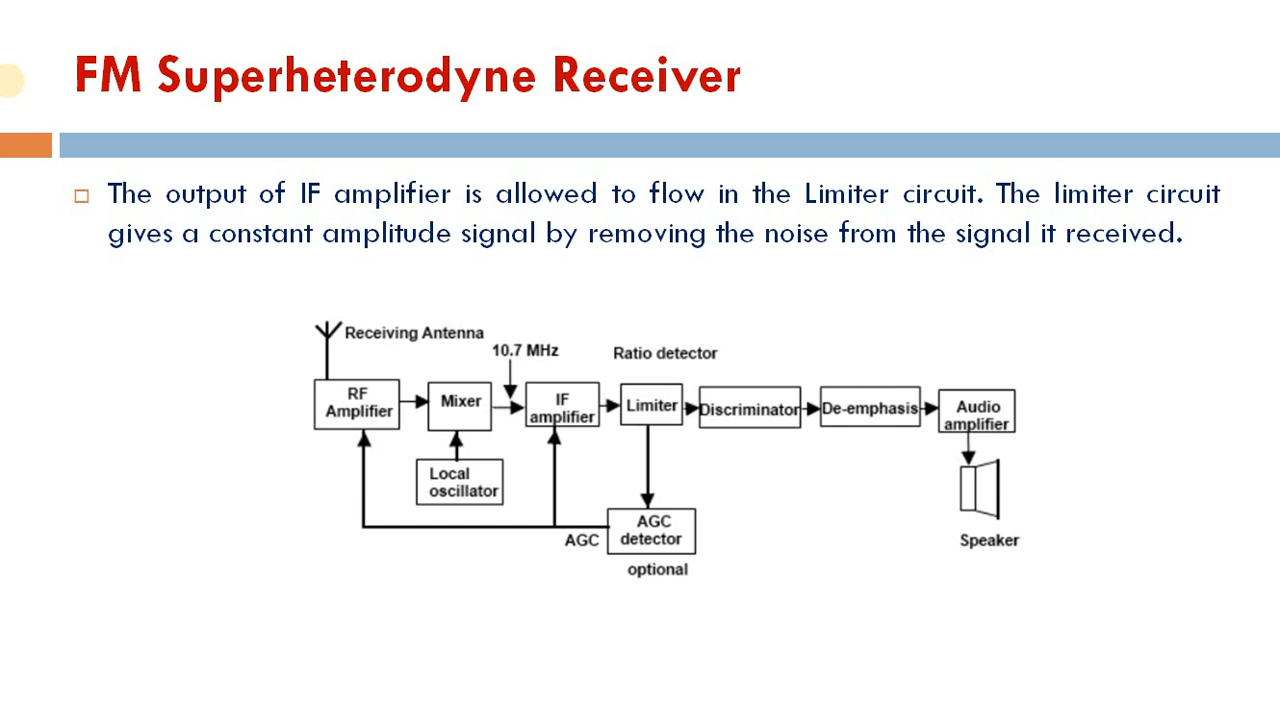 FM Superheterodyne Receiver
The output of IF amplifier is allowed to flow in the Limiter circuit. The limiter circuit
gives a constant amplitude signal by removing the noise from the signal it received.
Receiving Antenna
10.7 MHz
Ratio detector
RF
Amplifier
Mixer
IF
amplifier
Limiter
Discriminator
De-emphasis
Audio
amplifier
Local
oscillator
AGC
AGC
detector
optional
Speaker